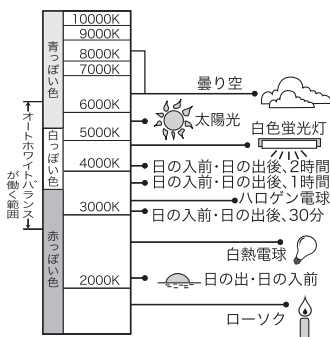 10000K
9000K
8000K
7000K
6000K
5000K
4000K
3000K
2000K
青っぽい色
白っぽい色
赤っぽい色
オートホワイトバランス
が働く範囲
曇り空
太陽光
白色蛍光灯
日の入前・日の出後、2時間
日の入前・日の出後、1時間
ハロゲン電球
日の入前・日の出後、30分
白熱電球
日の出・日の入前
ローソク